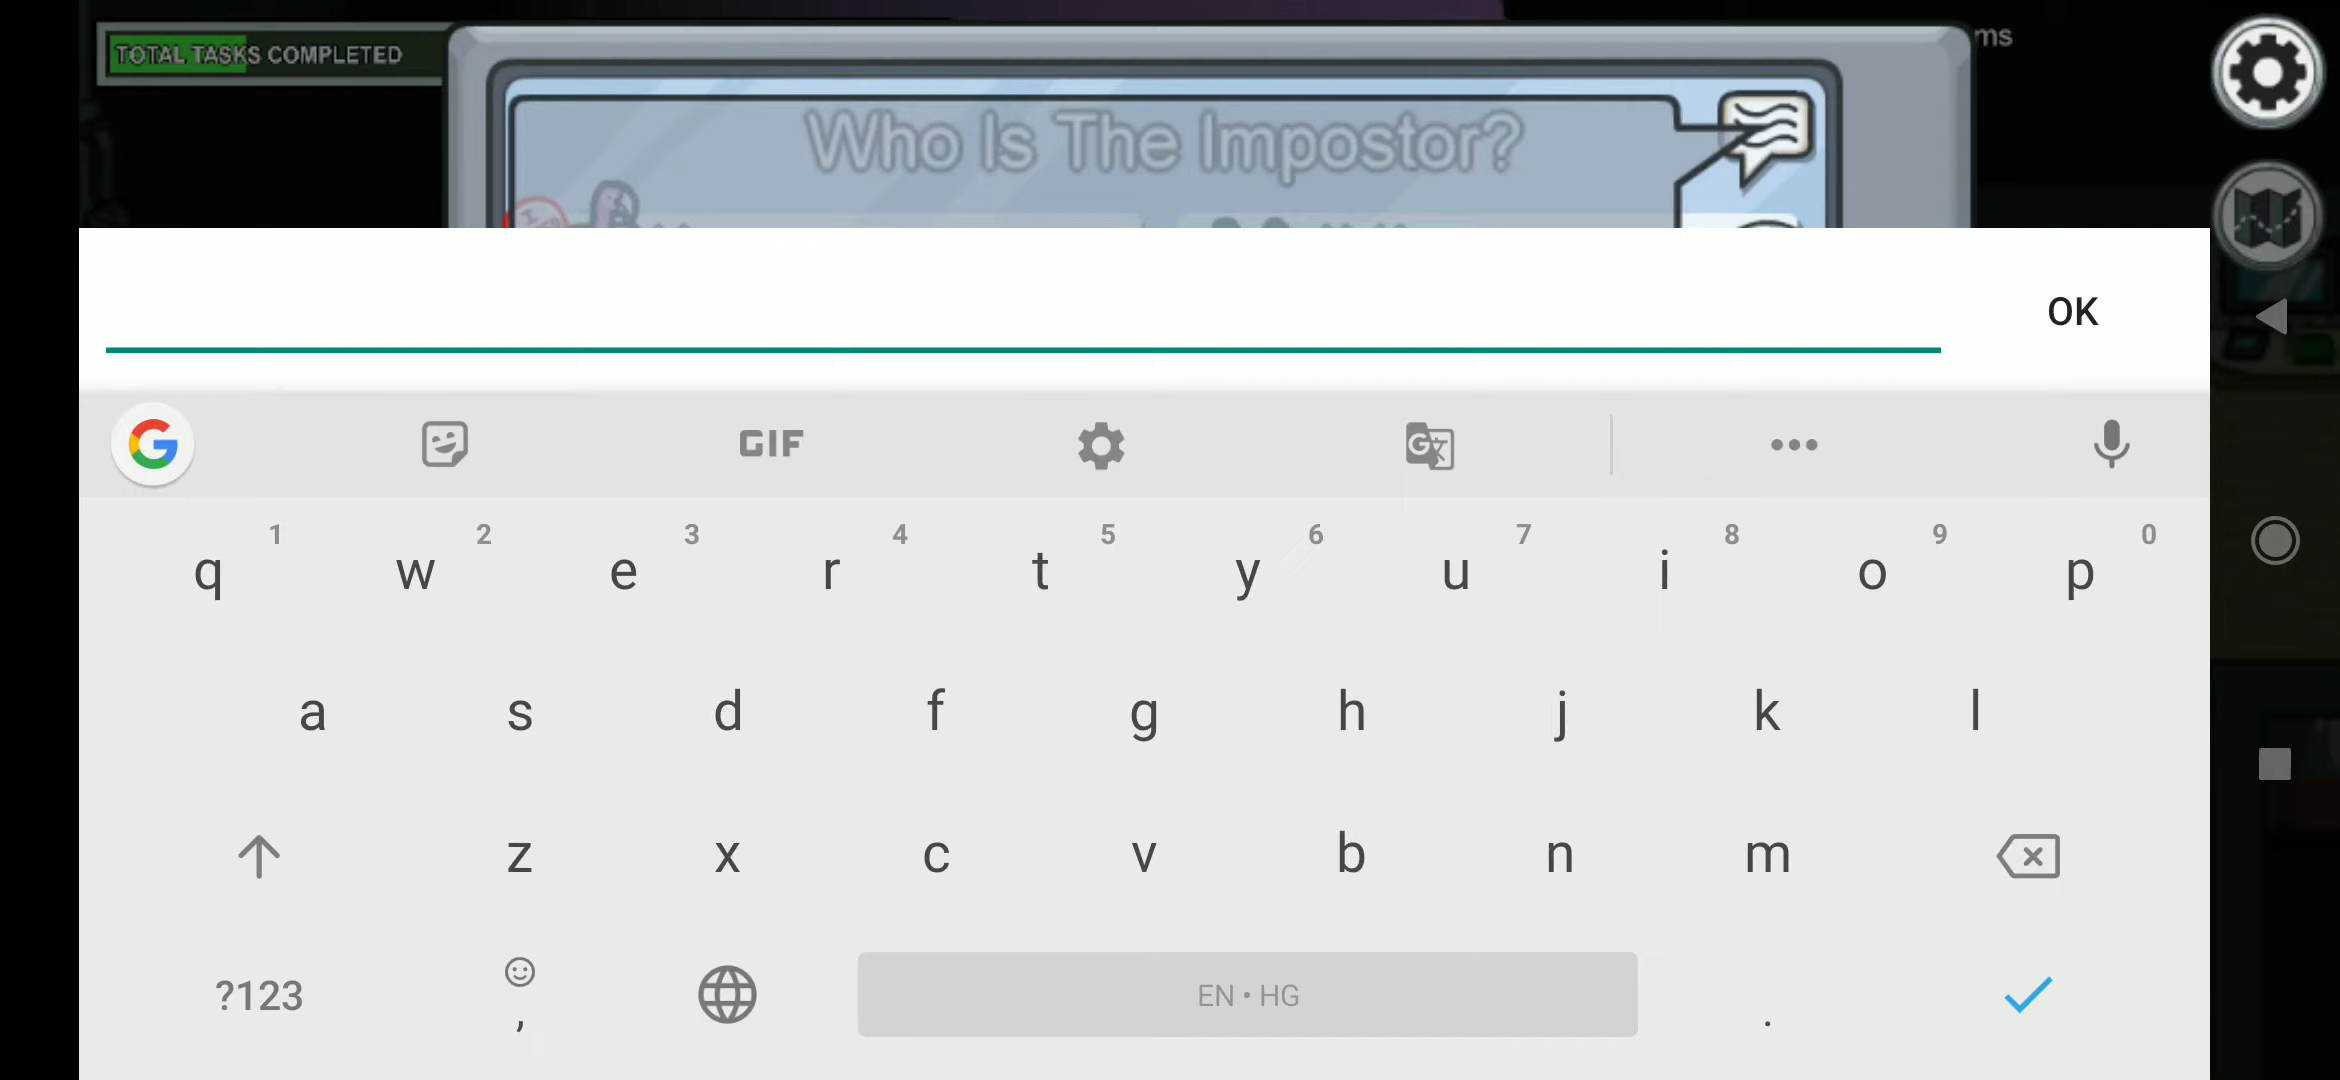 TOTAL TASKS COMPLETED
ms
Who Is The Impostor?
OK
G GIF G
1 2 3 4 5 6 7 8 9 0
q w e r t y u i o p
a s d f g h j k l
z x c v b n m
?123 , EN • HG .